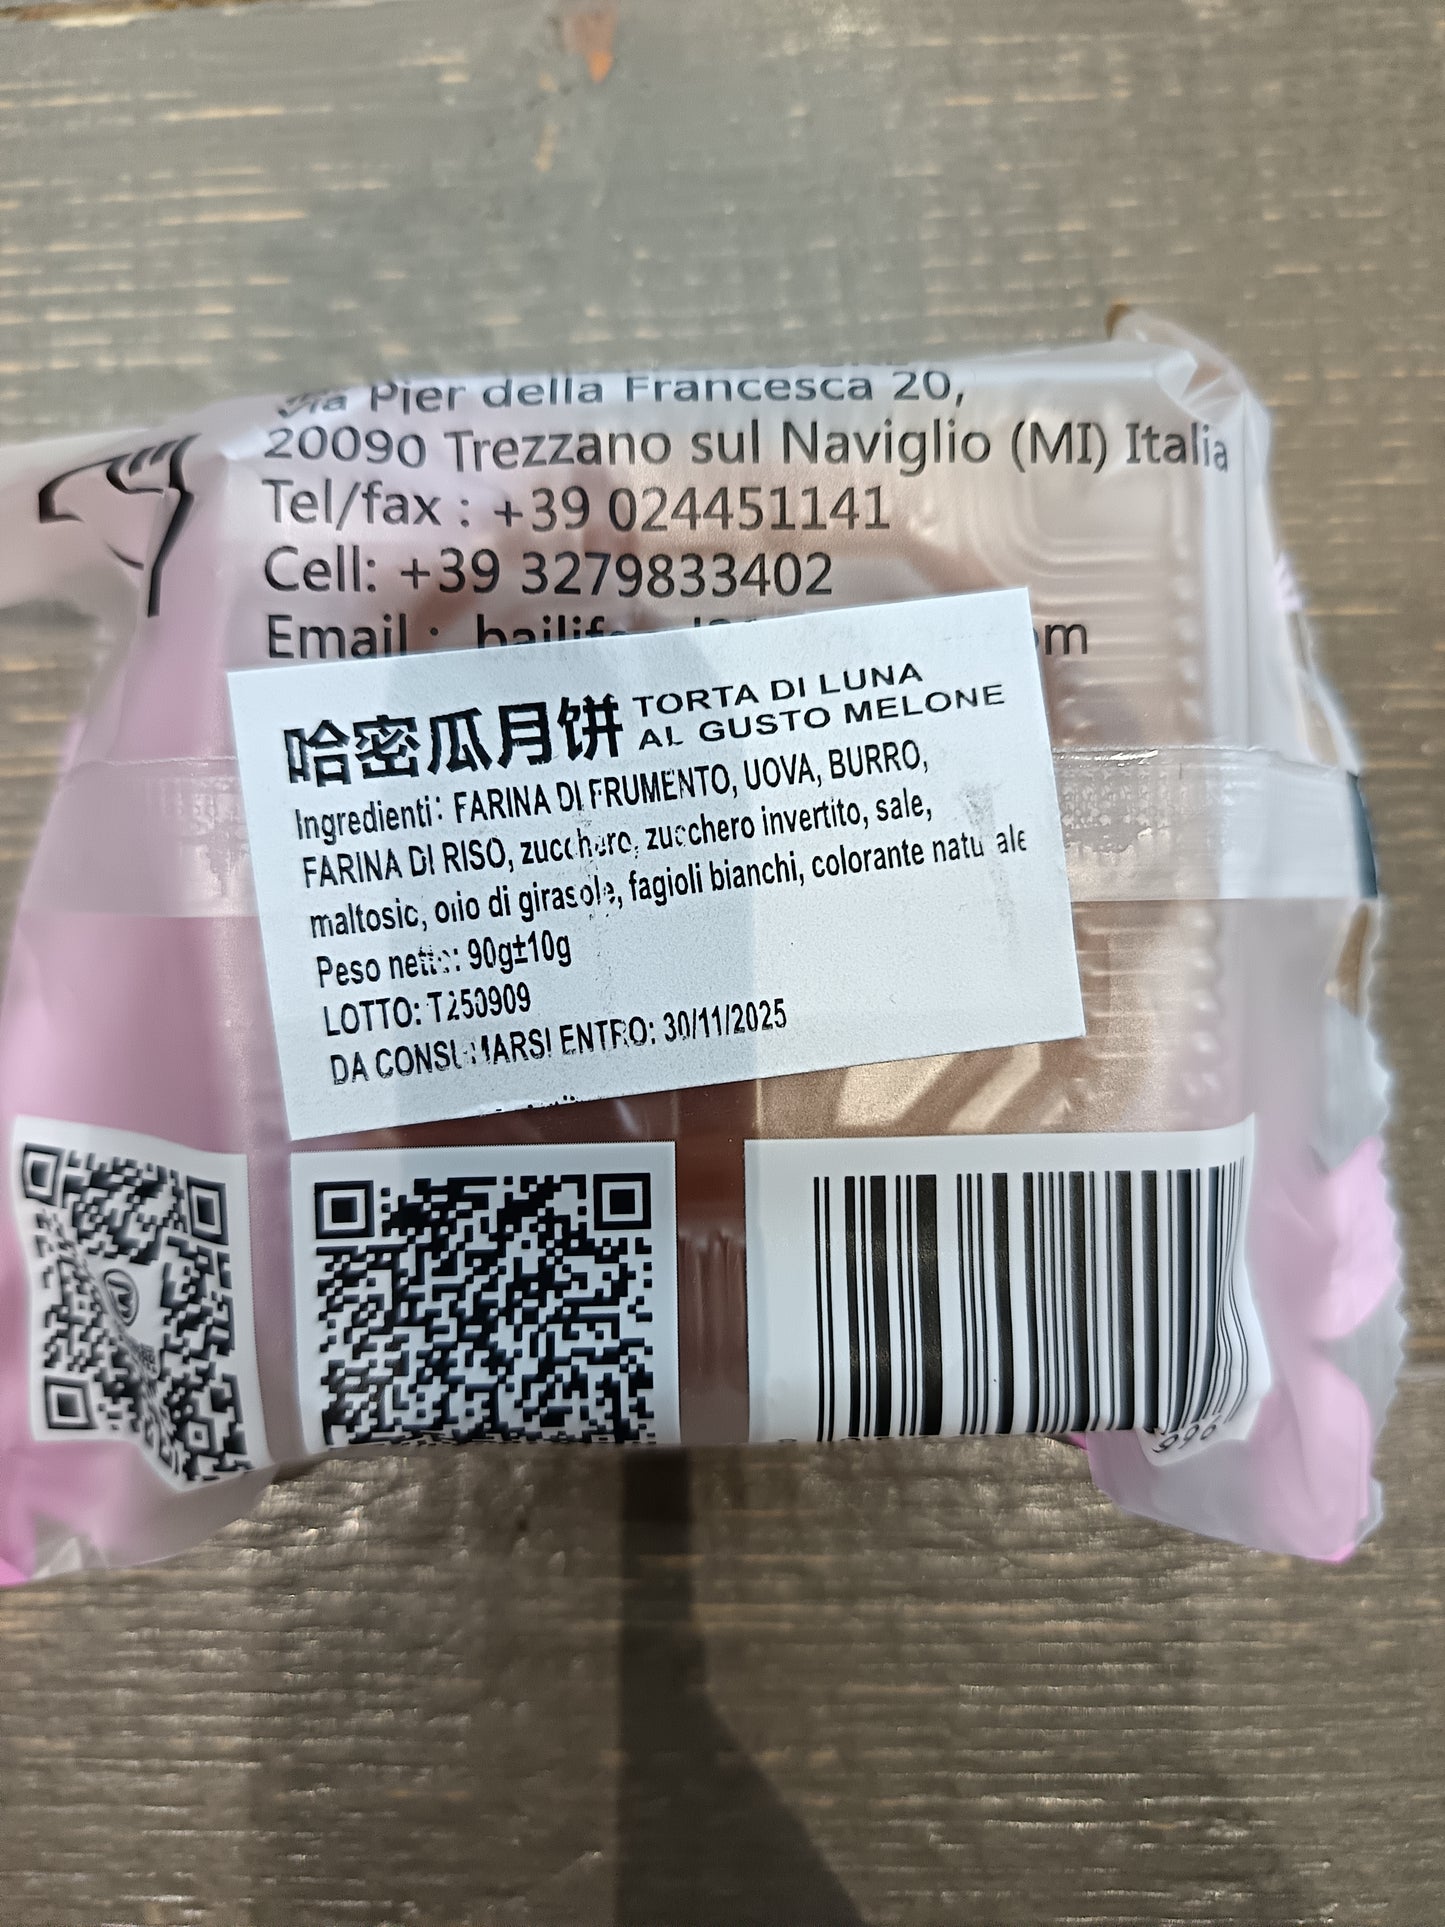 Via Pier della Francesca 20,
20090 Trezzano sul Naviglio (MI) Italia
Tel/fax : +39 024451141
Cell: +39 3279833402
Email :
哈密瓜月饼 TORTA DI LUNA
AL GUSTO MELONE
Ingredienti: FARINA DI FRUMENTO, UOVA, BURRO,
FARINA DI RISO, zucchero, zucchero invertito, sale,
maltosio, olio di girasole, fagioli bianchi, colorante naturale
Peso netto: 90g±10g
LOTTO: T250909
DA CONSUMARSI ENTRO: 30/11/2025